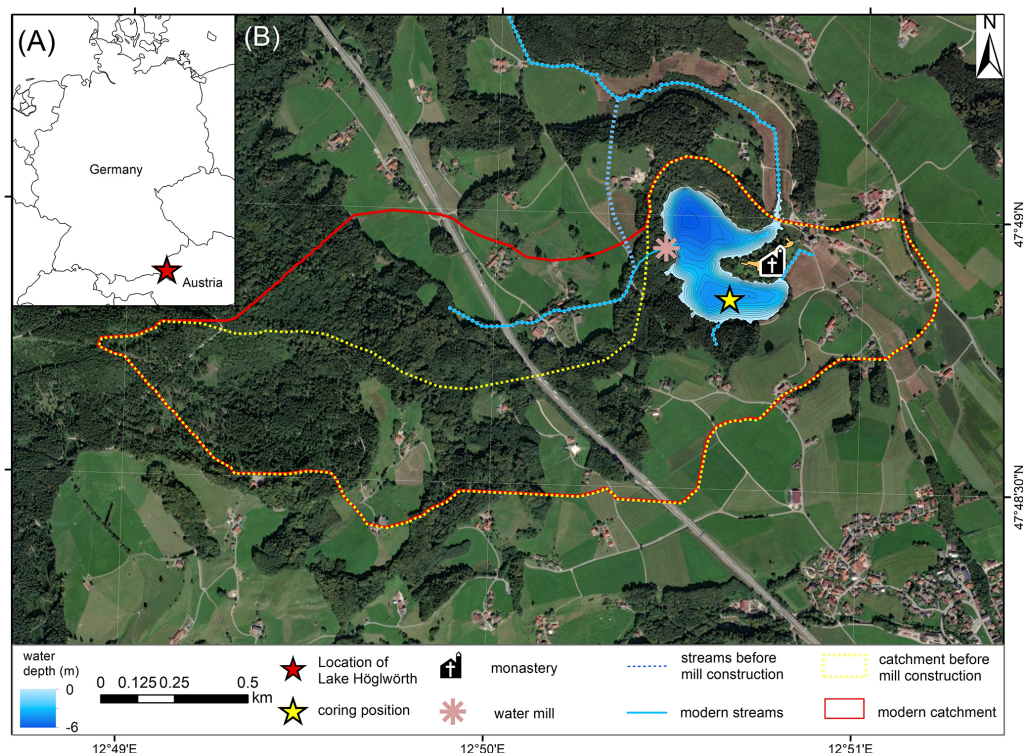 (A)
Germany
Austria
(B)
N
47°49'N
47°48'30"N
water
depth (m)
0
-6
0 0.125 0.25 0.5
km
Location of
Lake Höglwörth
coring position
monastery
water mill
streams before
mill construction
modern streams
catchment before
mill construction
modern catchment
12°49'E
12°50'E
12°51'E